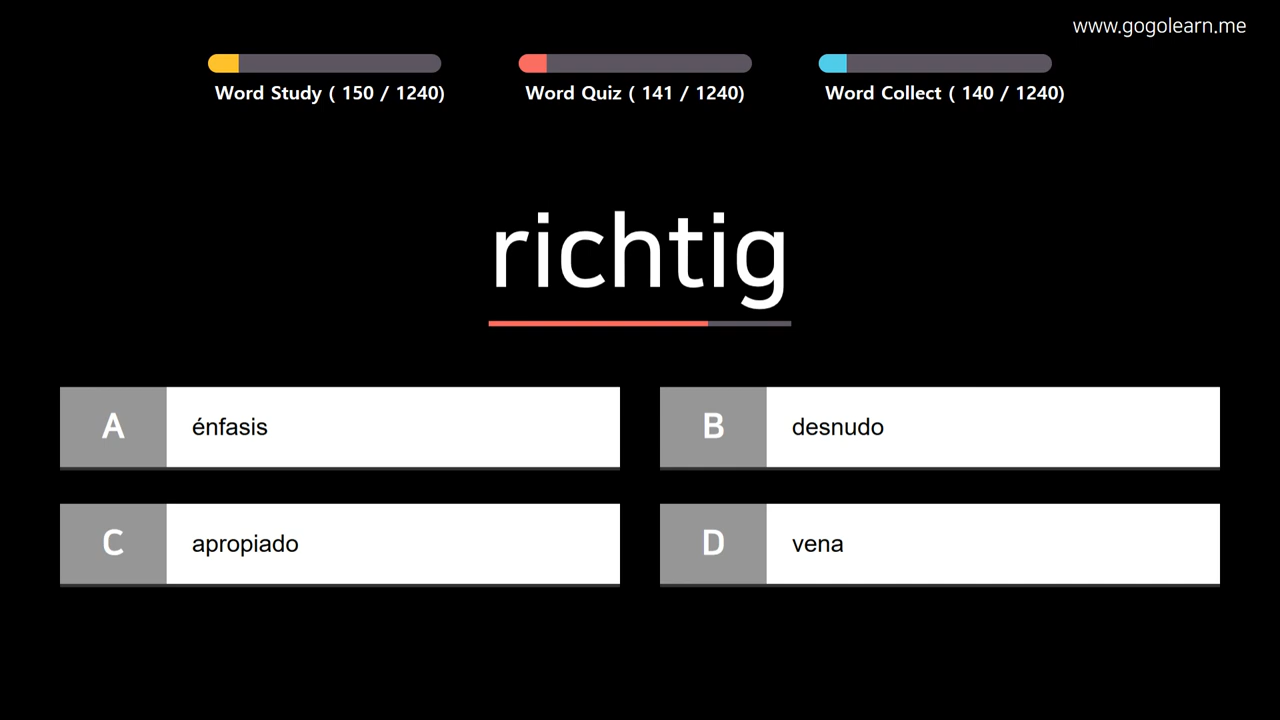 www.gogolearn.me
Word Study ( 150 / 1240)
Word Quiz ( 141 / 1240)
Word Collect ( 140 / 1240)
richtig
A énfasis
B desnudo
C apropiado
D vena